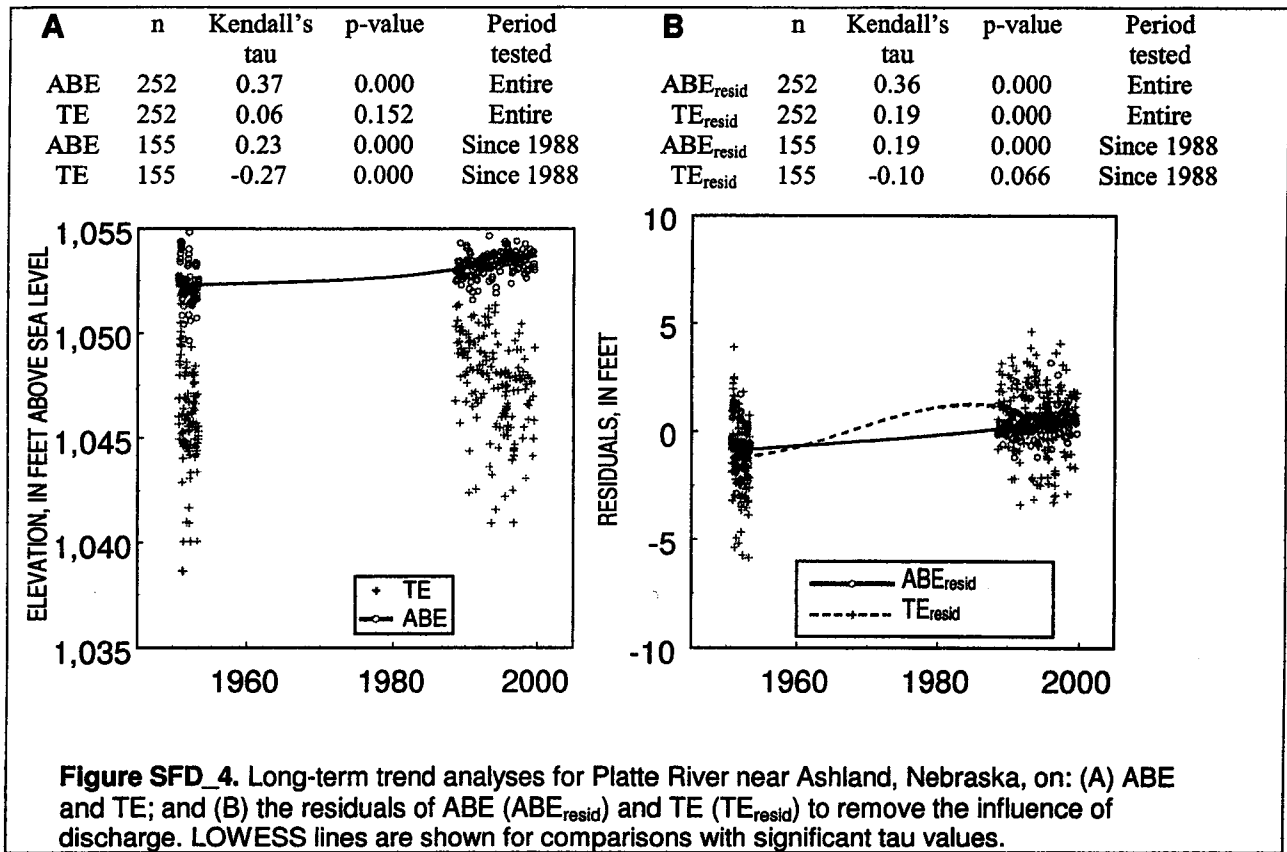 A n Kendall's p-value Period
tau tested
ABE 252 0.37 0.000 Entire
TE 252 0.06 0.152 Entire
ABE 155 0.23 0.000 Since 1988
TE 155 -0.27 0.000 Since 1988
1,055
1,050
1,045
1,040
1,035
ELEVATION, IN FEET ABOVE SEA LEVEL
TE
ABE
1960 1980 2000
B n Kendall's p-value Period
tau tested
ABEresid 252 0.36 0.000 Entire
TEresid 252 0.19 0.000 Entire
ABEresid 155 0.19 0.000 Since 1988
TEresid 155 -0.10 0.066 Since 1988
10
5
0
-5
-10
RESIDUALS, IN FEET
ABEresid
TEresid
1960 1980 2000
Figure SFD_4. Long-term trend analyses for Platte River near Ashland, Nebraska, on: (A) ABE
and TE; and (B) the residuals of ABE (ABEresid) and TE (TEresid) to remove the influence of
discharge. LOWESS lines are shown for comparisons with significant tau values.